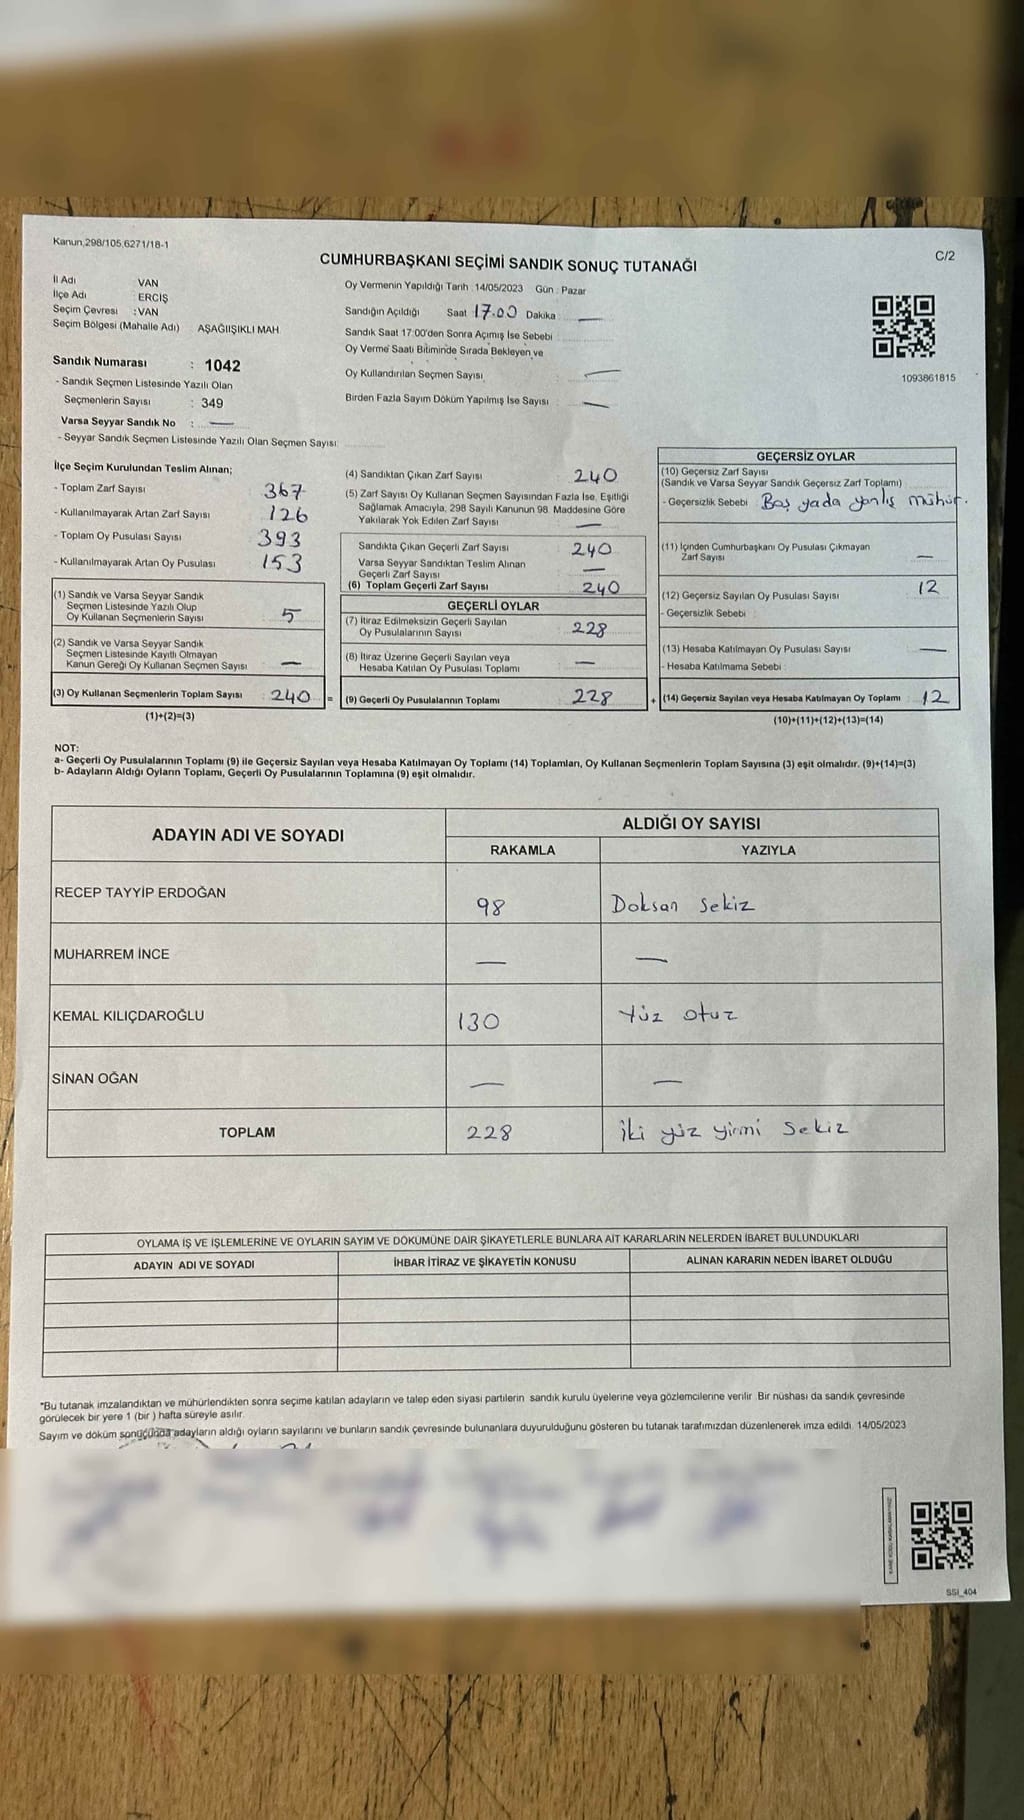 Kanun,298/105,6271/18-1
C/2
CUMHURBAŞKANI SEÇİMİ SANDIK SONUÇ TUTANAĞI
İl Adı VAN
İlçe Adı : ERCİŞ
Seçim Çevresi : VAN
Seçim Bölgesi (Mahalle Adı) AŞAĞIIŞIKLI MAH
Sandık Numarası : 1042
- Sandık Seçmen Listesinde Yazılı Olan
Seçmenlerin Sayısı : 349
Varsa Seyyar Sandık No : —
- Seyyar Sandık Seçmen Listesinde Yazılı Olan Seçmen Sayısı:
Oy Vermenin Yapıldığı Tarih : 14/05/2023 Gün : Pazar
Sandığın Açıldığı Saat 17.00 Dakika : —
Sandık Saat 17:00'den Sonra Açımış İse Sebebi
Oy Verme Saati Bitiminde Sırada Bekleyen ve
Oy Kullandırılan Seçmen Sayısı : —
Birden Fazla Sayım Döküm Yapılmış İse Sayısı : —
1093861815
İlçe Seçim Kurulundan Teslim Alınan;
- Toplam Zarf Sayısı 367
- Kullanılmayarak Artan Zarf Sayısı 126
- Toplam Oy Pusulası Sayısı 393
- Kullanılmayarak Artan Oy Pusulası 153
(1) Sandık ve Varsa Seyyar Sandık
Seçmen Listesinde Yazılı Olup
Oy Kullanan Seçmenlerin Sayısı : 5
(2) Sandık ve Varsa Seyyar Sandık
Seçmen Listesinde Kayıtlı Olmayan
Kanun Gereği Oy Kullanan Seçmen Sayısı : —
(3) Oy Kullanan Seçmenlerin Toplam Sayısı : 240 =
(1)+(2)=(3)
(4) Sandıktan Çıkan Zarf Sayısı 240
(5) Zarf Sayısı Oy Kullanan Seçmen Sayısından Fazla İse, Eşitliği
Sağlamak Amacıyla, 298 Sayılı Kanunun 98. Maddesine Göre
Yakılarak Yok Edilen Zarf Sayısı —
Sandıkta Çıkan Geçerli Zarf Sayısı 240
Varsa Seyyar Sandıktan Teslim Alınan
Geçerli Zarf Sayısı —
(6) Toplam Geçerli Zarf Sayısı 240
GEÇERLİ OYLAR
(7) İtiraz Edilmeksizin Geçerli Sayılan
Oy Pusulalarının Sayısı 228
(8) İtiraz Üzerine Geçerli Sayılan veya
Hesaba Katılan Oy Pusulası Toplamı —
(9) Geçerli Oy Pusulalarının Toplamı 228 +
GEÇERSİZ OYLAR
(10) Geçersiz Zarf Sayısı
(Sandık ve Varsa Seyyar Sandık Geçersiz Zarf Toplamı)
- Geçersizlik Sebebi Boş yada yanlış mühür.
(11) İçinden Cumhurbaşkanı Oy Pusulası Çıkmayan
Zarf Sayısı —
(12) Geçersiz Sayılan Oy Pusulası Sayısı 12
- Geçersizlik Sebebi :
(13) Hesaba Katılmayan Oy Pusulası Sayısı —
- Hesaba Katılmama Sebebi :
(14) Geçersiz Sayılan veya Hesaba Katılmayan Oy Toplamı : 12
(10)+(11)+(12)+(13)=(14)
NOT:
a- Geçerli Oy Pusulalarının Toplamı (9) ile Geçersiz Sayılan veya Hesaba Katılmayan Oy Toplamı (14) Toplamları, Oy Kullanan Seçmenlerin Toplam Sayısına (3) eşit olmalıdır. (9)+(14)=(3)
b- Adayların Aldığı Oyların Toplamı, Geçerli Oy Pusulalarının Toplamına (9) eşit olmalıdır.
ADAYIN ADI VE SOYADI
ALDIĞI OY SAYISI
RAKAMLA YAZIYLA
RECEP TAYYİP ERDOĞAN 98 Doksan sekiz
MUHARREM İNCE — —
KEMAL KILIÇDAROĞLU 130 Yüz otuz
SİNAN OĞAN — —
TOPLAM 228 iki yüz yirmi sekiz
OYLAMA İŞ VE İŞLEMLERİNE VE OYLARIN SAYIM VE DÖKÜMÜNE DAİR ŞİKAYETLERLE BUNLARA AİT KARARLARIN NELERDEN İBARET BULUNDUKLARI
ADAYIN ADI VE SOYADI İHBAR İTİRAZ VE ŞİKAYETİN KONUSU ALINAN KARARIN NEDEN İBARET OLDUĞU
*Bu tutanak imzalandıktan ve mühürlendikten sonra seçime katılan adayların ve talep eden siyasi partilerin sandık kurulu üyelerine veya gözlemcilerine verilir. Bir nüshası da sandık çevresinde
görülecek bir yere 1 (bir ) hafta süreyle asılır.
Sayım ve döküm sonucunda adayların aldığı oyların sayılarını ve bunların sandık çevresinde bulunanlara duyurulduğunu gösteren bu tutanak tarafımızdan düzenlenerek imza edildi. 14/05/2023
SSI_404